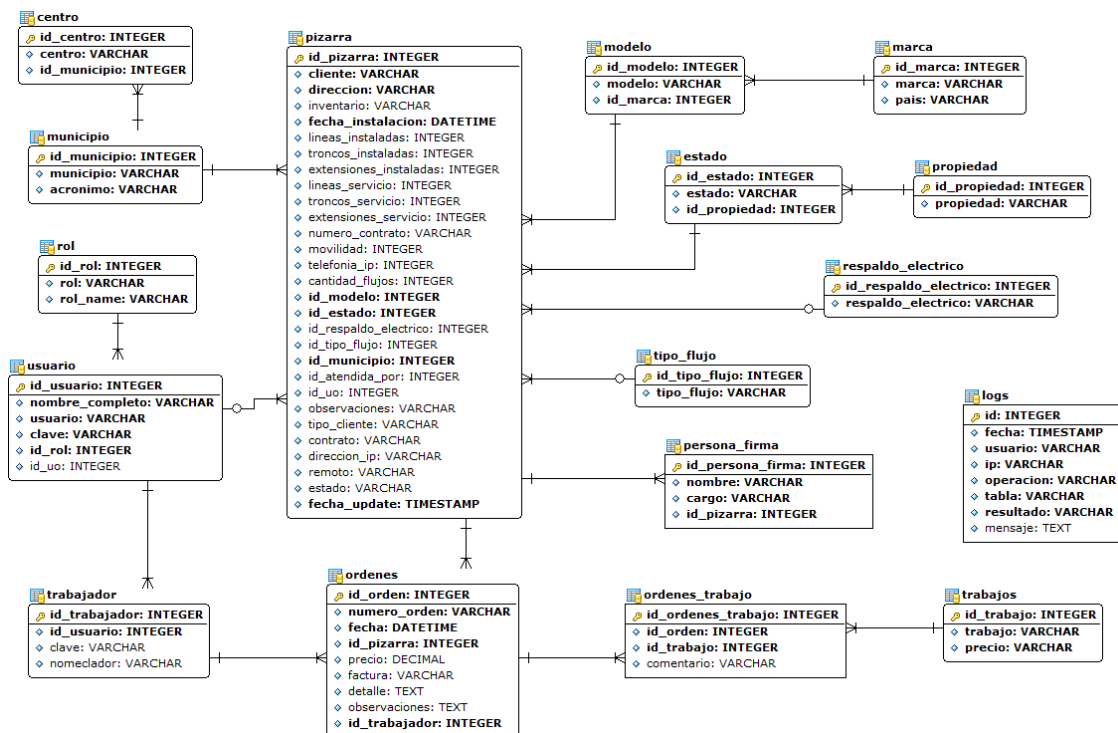 centro
id_centro: INTEGER
centro: VARCHAR
id_municipio: INTEGER
municipio
id_municipio: INTEGER
municipio: VARCHAR
acronimo: VARCHAR
rol
id_rol: INTEGER
rol: VARCHAR
rol_name: VARCHAR
usuario
id_usuario: INTEGER
nombre_completo: VARCHAR
usuario: VARCHAR
clave: VARCHAR
id_rol: INTEGER
id_uo: INTEGER
trabajador
id_trabajador: INTEGER
id_usuario: INTEGER
clave: VARCHAR
nomeclador: VARCHAR
pizarra
id_pizarra: INTEGER
cliente: VARCHAR
direccion: VARCHAR
inventario: VARCHAR
fecha_instalacion: DATETIME
lineas_instaladas: INTEGER
troncos_instaladas: INTEGER
extensiones_instaladas: INTEGER
lineas_servicio: INTEGER
troncos_servicio: INTEGER
extensiones_servicio: INTEGER
numero_contrato: VARCHAR
movilidad: INTEGER
telefonia_ip: INTEGER
cantidad_flujos: INTEGER
id_modelo: INTEGER
id_estado: INTEGER
id_respaldo_electrico: INTEGER
id_tipo_flujo: INTEGER
id_municipio: INTEGER
id_atendida_por: INTEGER
id_uo: INTEGER
observaciones: VARCHAR
tipo_cliente: VARCHAR
contrato: VARCHAR
direccion_ip: VARCHAR
remoto: VARCHAR
estado: VARCHAR
fecha_update: TIMESTAMP
ordenes
id_orden: INTEGER
numero_orden: VARCHAR
fecha: DATETIME
id_pizarra: INTEGER
precio: DECIMAL
factura: VARCHAR
detalle: TEXT
observaciones: TEXT
id_trabajador: INTEGER
modelo
id_modelo: INTEGER
modelo: VARCHAR
id_marca: INTEGER
marca
id_marca: INTEGER
marca: VARCHAR
pais: VARCHAR
estado
id_estado: INTEGER
estado: VARCHAR
id_propiedad: INTEGER
propiedad
id_propiedad: INTEGER
propiedad: VARCHAR
respaldo_electrico
id_respaldo_electrico: INTEGER
respaldo_electrico: VARCHAR
tipo_flujo
id_tipo_flujo: INTEGER
tipo_flujo: VARCHAR
persona_firma
id_persona_firma: INTEGER
nombre: VARCHAR
cargo: VARCHAR
id_pizarra: INTEGER
logs
id: INTEGER
fecha: TIMESTAMP
usuario: VARCHAR
ip: VARCHAR
operacion: VARCHAR
tabla: VARCHAR
resultado: VARCHAR
mensaje: TEXT
ordenes_trabajo
id_ordenes_trabajo: INTEGER
id_orden: INTEGER
id_trabajo: INTEGER
comentario: VARCHAR
trabajos
id_trabajo: INTEGER
trabajo: VARCHAR
precio: VARCHAR